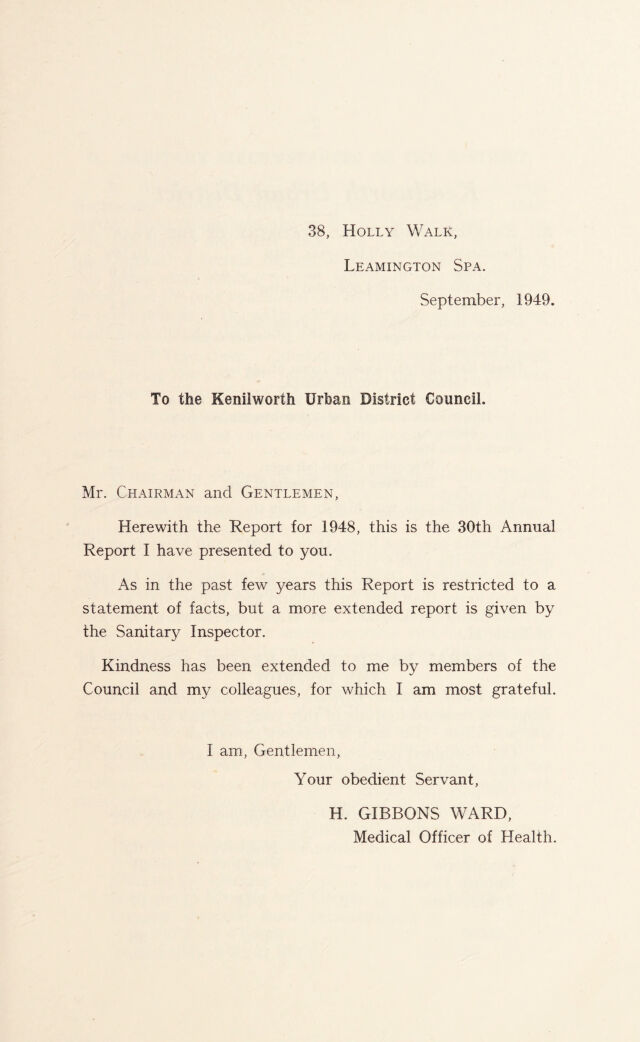 38, Holly Walk,
Leamington Spa.
September, 1949.
To the Kenilworth Urban District Council.
Mr. Chairman and Gentlemen,
Herewith the Report for 1948, this is the 30th Annual
Report I have presented to you.
As in the past few years this Report is restricted to a
statement of facts, but a more extended report is given by
the Sanitary Inspector.
Kindness has been extended to me by members of the
Council and my colleagues, for which I am most grateful.
I am, Gentlemen,
Your obedient Servant,
H. GIBBONS WARD,
Medical Officer of Health.